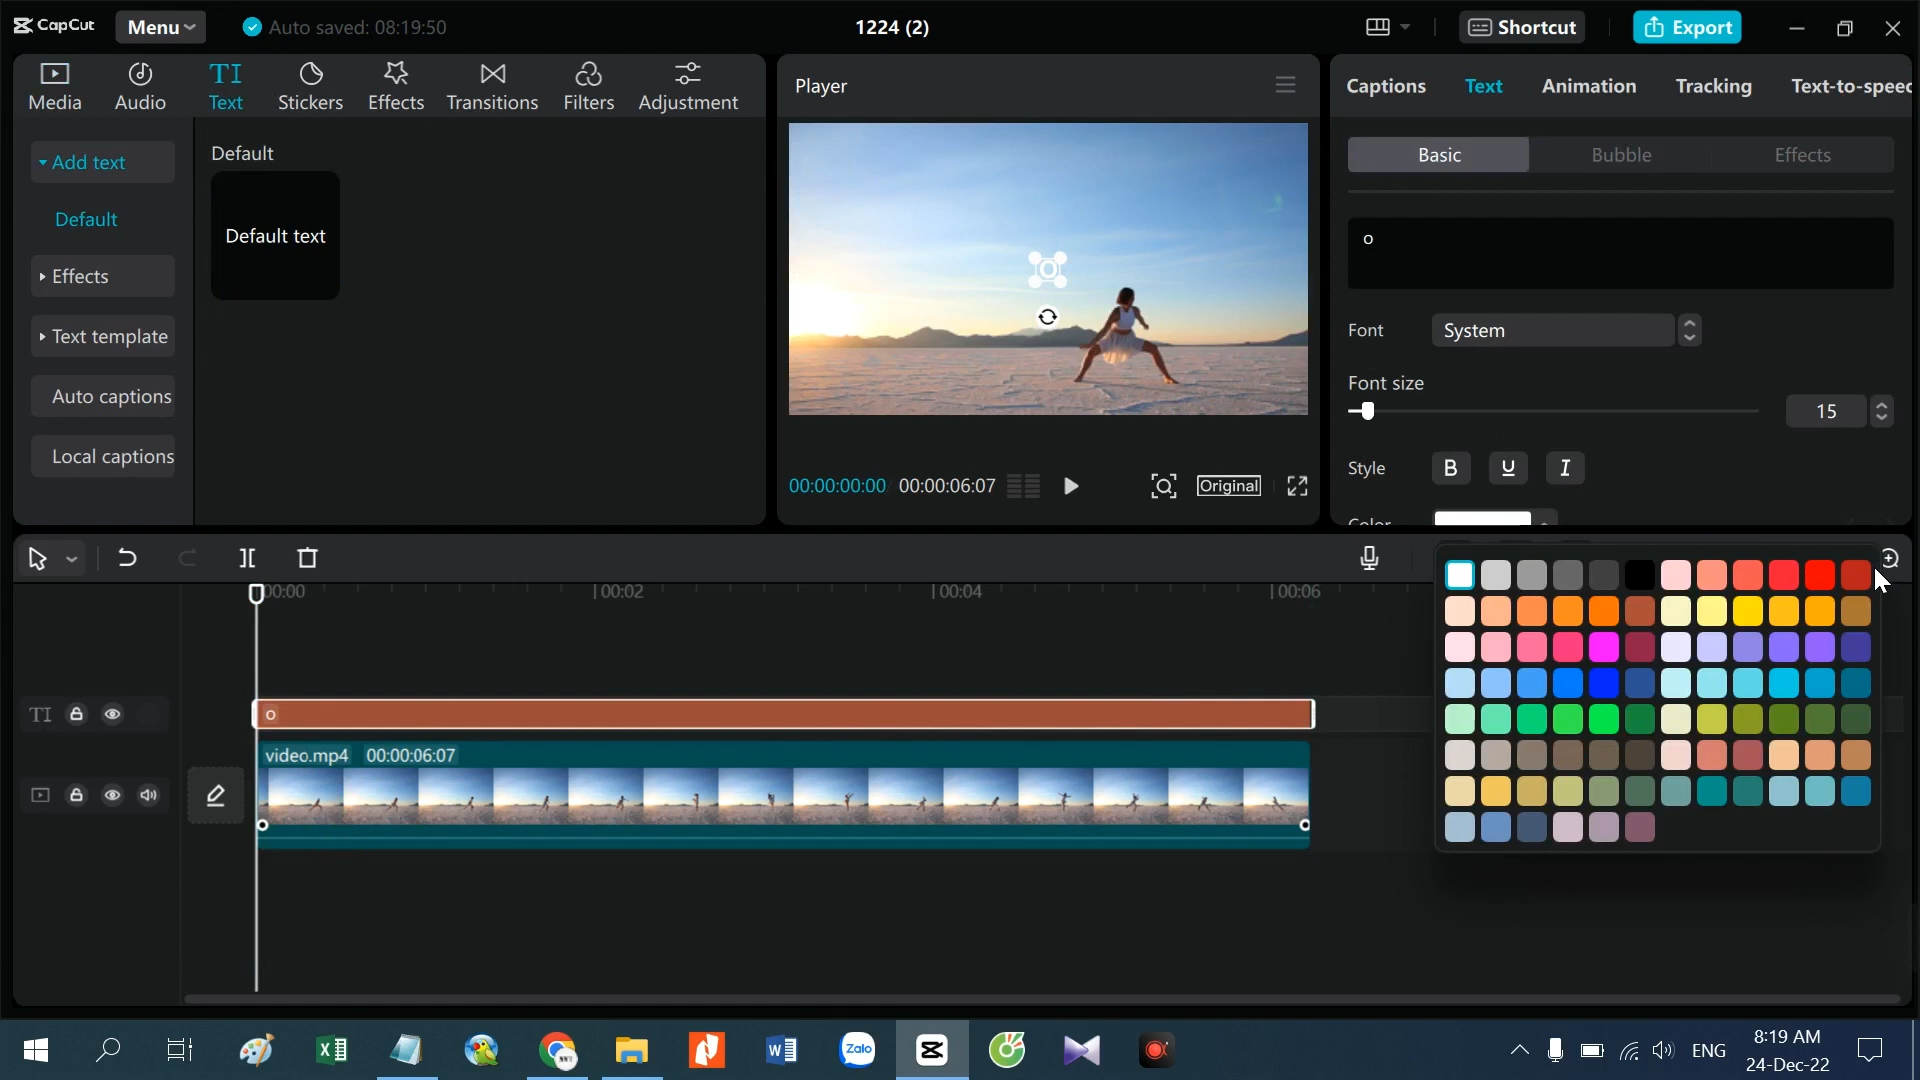 CapCut
Menu
Auto saved: 08:19:50
1224 (2)
Shortcut
Export
Media
Audio
TI
Text
Stickers
Effects
Transitions
Filters
Adjustment
Add text
Default
Effects
Text template
Auto captions
Local captions
Default
Default text
Player
o
00:00:00:00 00:00:06:07
Original
Captions
Text
Animation
Tracking
Text-to-speec
Basic
Bubble
Effects
o
Font
System
Font size
15
Style
B
U
I
Color
00:00
00:02
00:04
00:06
TI
o
video.mp4 00:00:06:07
Zalo
ENG
8:19 AM
24-Dec-22